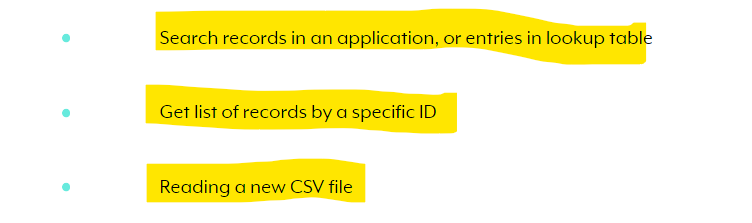 Search records in an application, or entries in lookup table
Get list of records by a specific ID
Reading a new CSV file